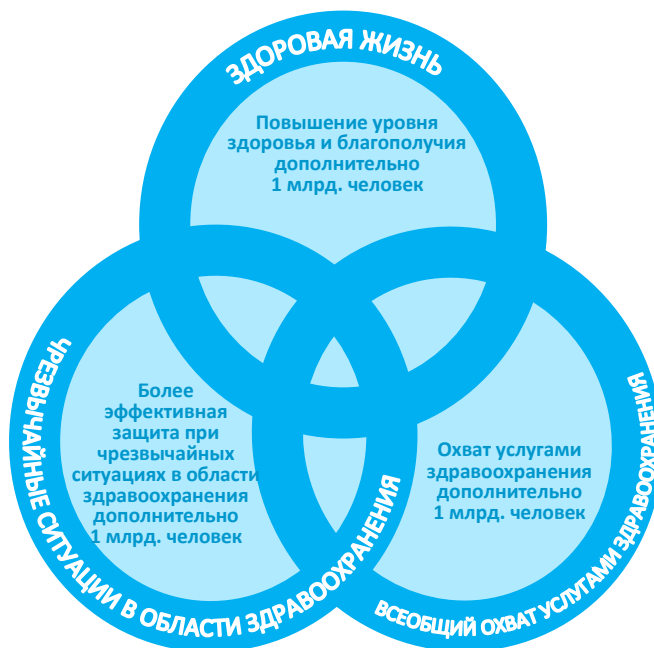 ЗДОРОВАЯ ЖИЗНЬ
Повышение уровня
здоровья и благополучия
дополнительно
1 млрд. человек
ЧРЕЗВЫЧАЙНЫЕ СИТУАЦИИ В ОБЛАСТИ ЗДРАВООХРАНЕНИЯ
Более
эффективная
защита при
чрезвычайных
ситуациях в области
здравоохранения
дополнительно
1 млрд. человек
ВСЕОБЩИЙ ОХВАТ УСЛУГАМИ ЗДРАВООХРАНЕНИЯ
Охват услугами
здравоохранения
дополнительно
1 млрд. человек